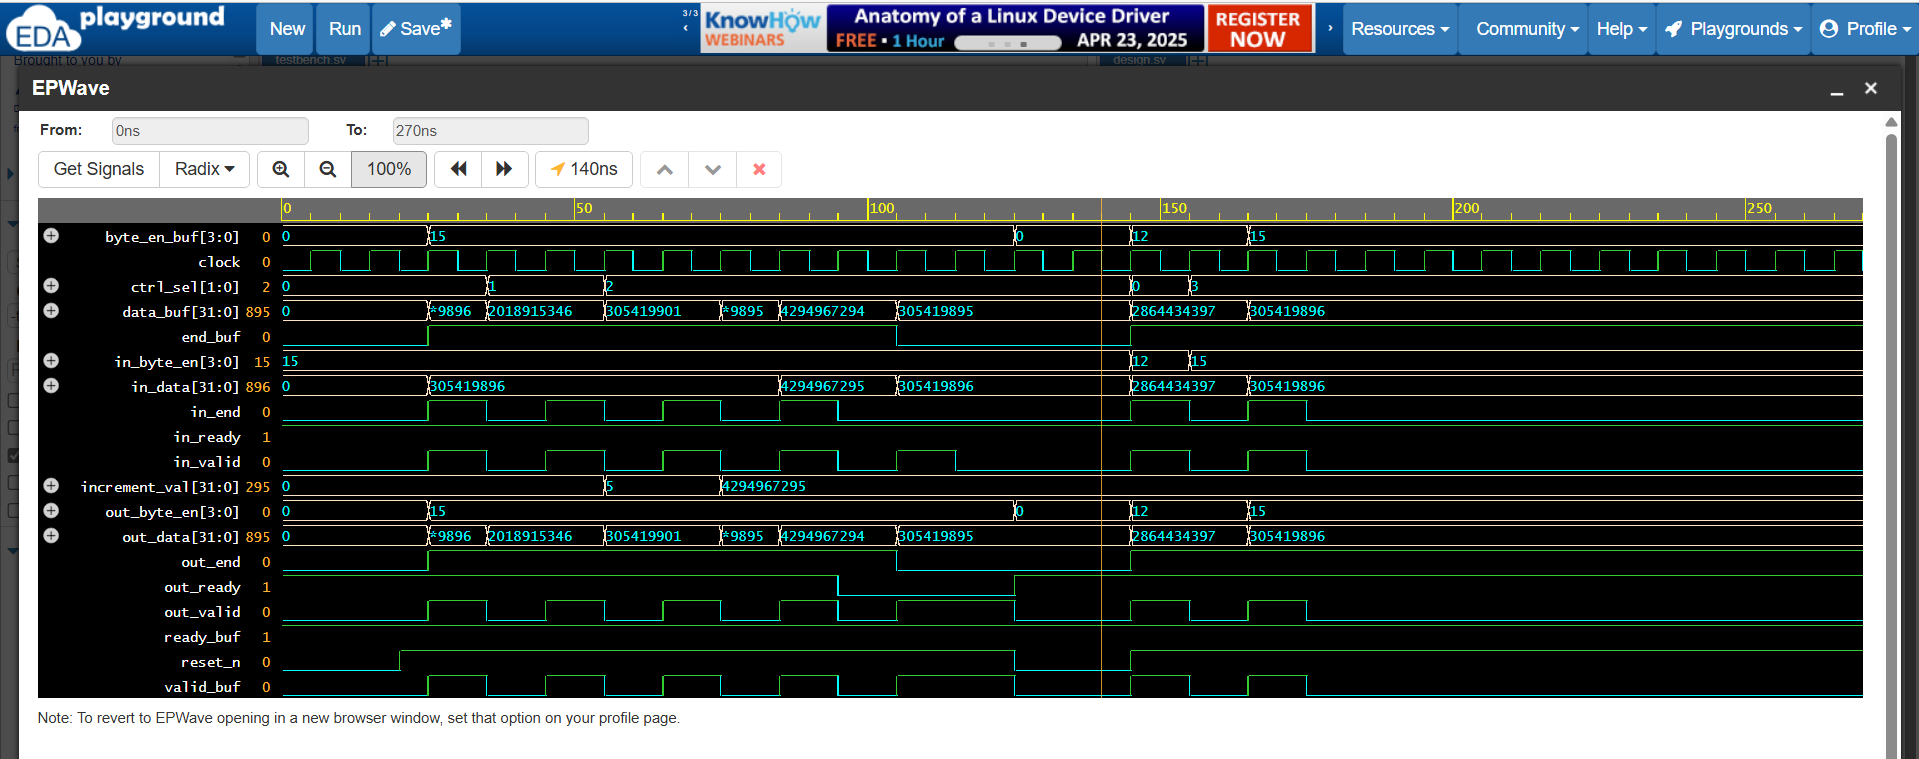 EDA playground
New
Run
Save*
3 / 3
KnowHow WEBINARS
Anatomy of a Linux Device Driver
FREE • 1 Hour
APR 23, 2025
REGISTER NOW
Resources
Community
Help
Playgrounds
Profile
Brought to you by
testbench.sv
design.sv
EPWave
From:
0ns
To:
270ns
Get Signals
Radix
100%
140ns
0 50 100 150 200 250
byte_en_buf[3:0] 0 0 15 0 12 15
clock 0
ctrl_sel[1:0] 2 0 1 2 0 3
data_buf[31:0] 895 0 *9896 2018915346 305419901 *9895 4294967294 305419895 2864434397 305419896
end_buf 0
in_byte_en[3:0] 15 15 12 15
in_data[31:0] 896 0 305419896 4294967295 305419896 2864434397 305419896
in_end 0
in_ready 1
in_valid 0
increment_val[31:0] 295 0 5 4294967295
out_byte_en[3:0] 0 0 15 0 12 15
out_data[31:0] 895 0 *9896 2018915346 305419901 *9895 4294967294 305419895 2864434397 305419896
out_end 0
out_ready 1
out_valid 0
ready_buf 1
reset_n 0
valid_buf 0
Note: To revert to EPWave opening in a new browser window, set that option on your profile page.